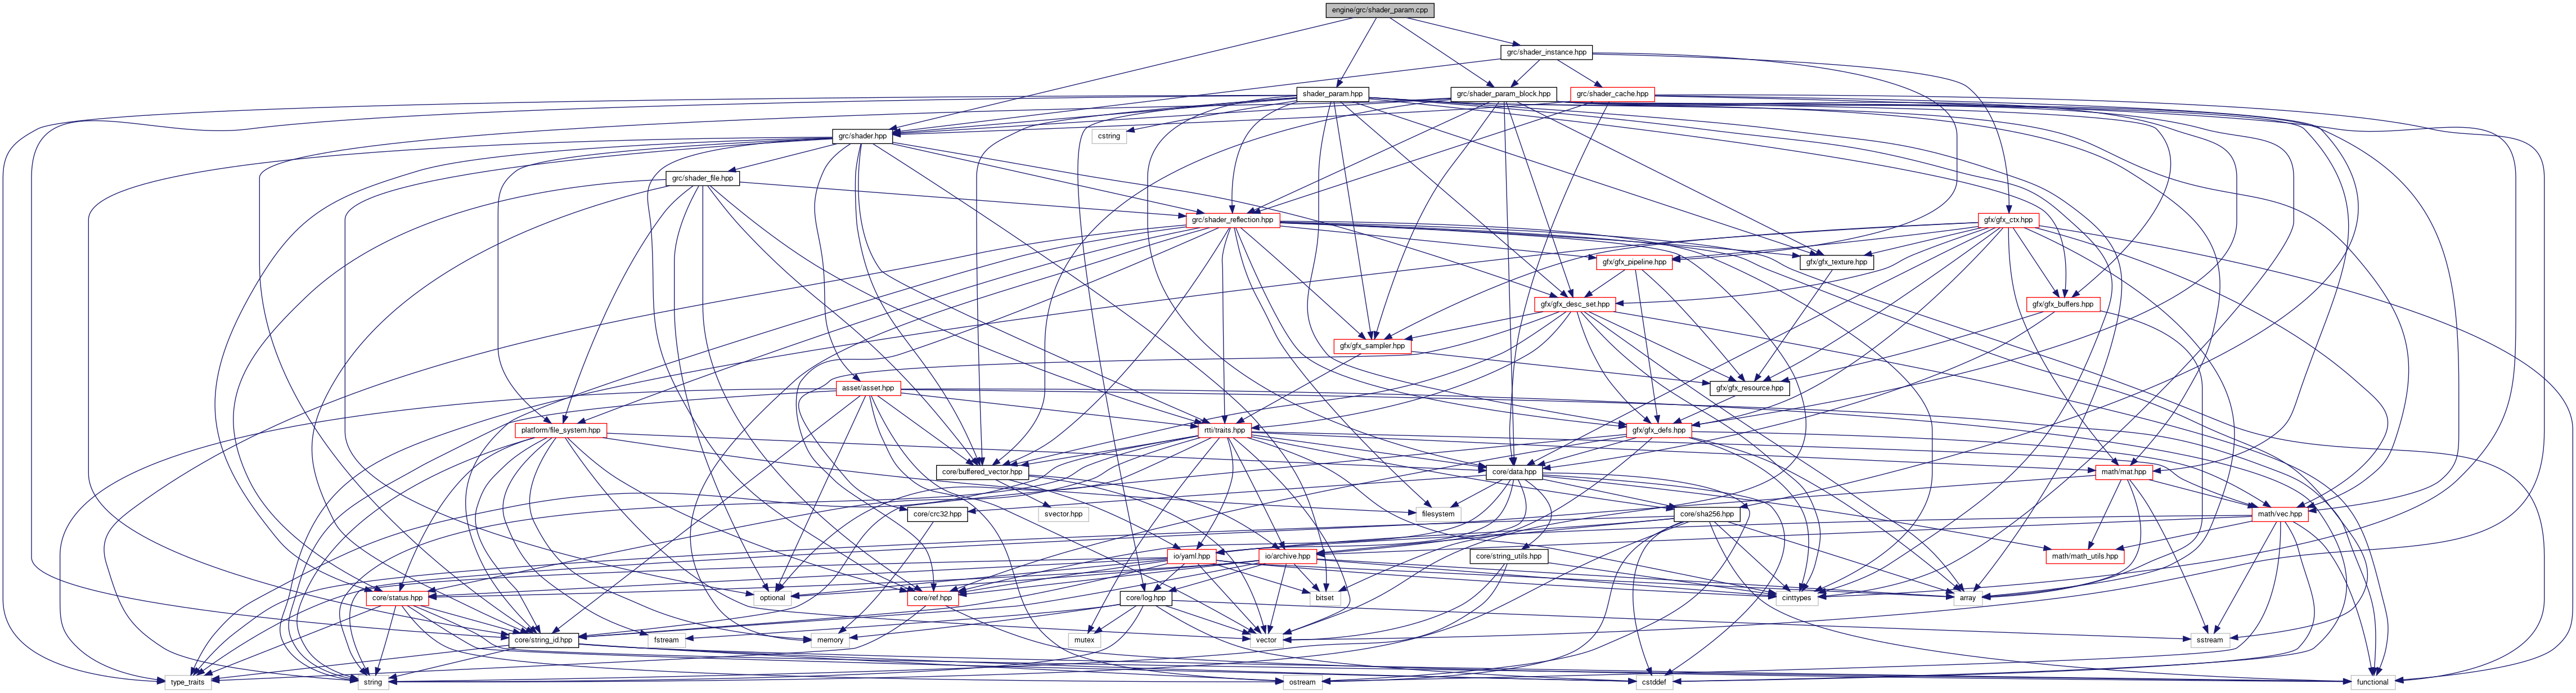 engine/grc/shader_param.cpp
grc/shader_instance.hpp
shader_param.hpp
grc/shader_param_block.hpp
grc/shader_cache.hpp
grc/shader.hpp
cstring
grc/shader_file.hpp
grc/shader_reflection.hpp
gfx/gfx_ctx.hpp
gfx/gfx_pipeline.hpp
gfx/gfx_texture.hpp
gfx/gfx_desc_set.hpp
gfx/gfx_buffers.hpp
gfx/gfx_sampler.hpp
asset/asset.hpp
gfx/gfx_resource.hpp
platform/file_system.hpp
rtti/traits.hpp
gfx/gfx_defs.hpp
core/buffered_vector.hpp
core/data.hpp
math/mat.hpp
core/crc32.hpp
svector.hpp
filesystem
core/sha256.hpp
math/vec.hpp
io/yaml.hpp
io/archive.hpp
core/string_utils.hpp
math/math_utils.hpp
core/status.hpp
optional
core/ref.hpp
core/log.hpp
bitset
cinttypes
array
core/string_id.hpp
fstream
memory
mutex
vector
sstream
type_traits
string
ostream
cstddef
functional